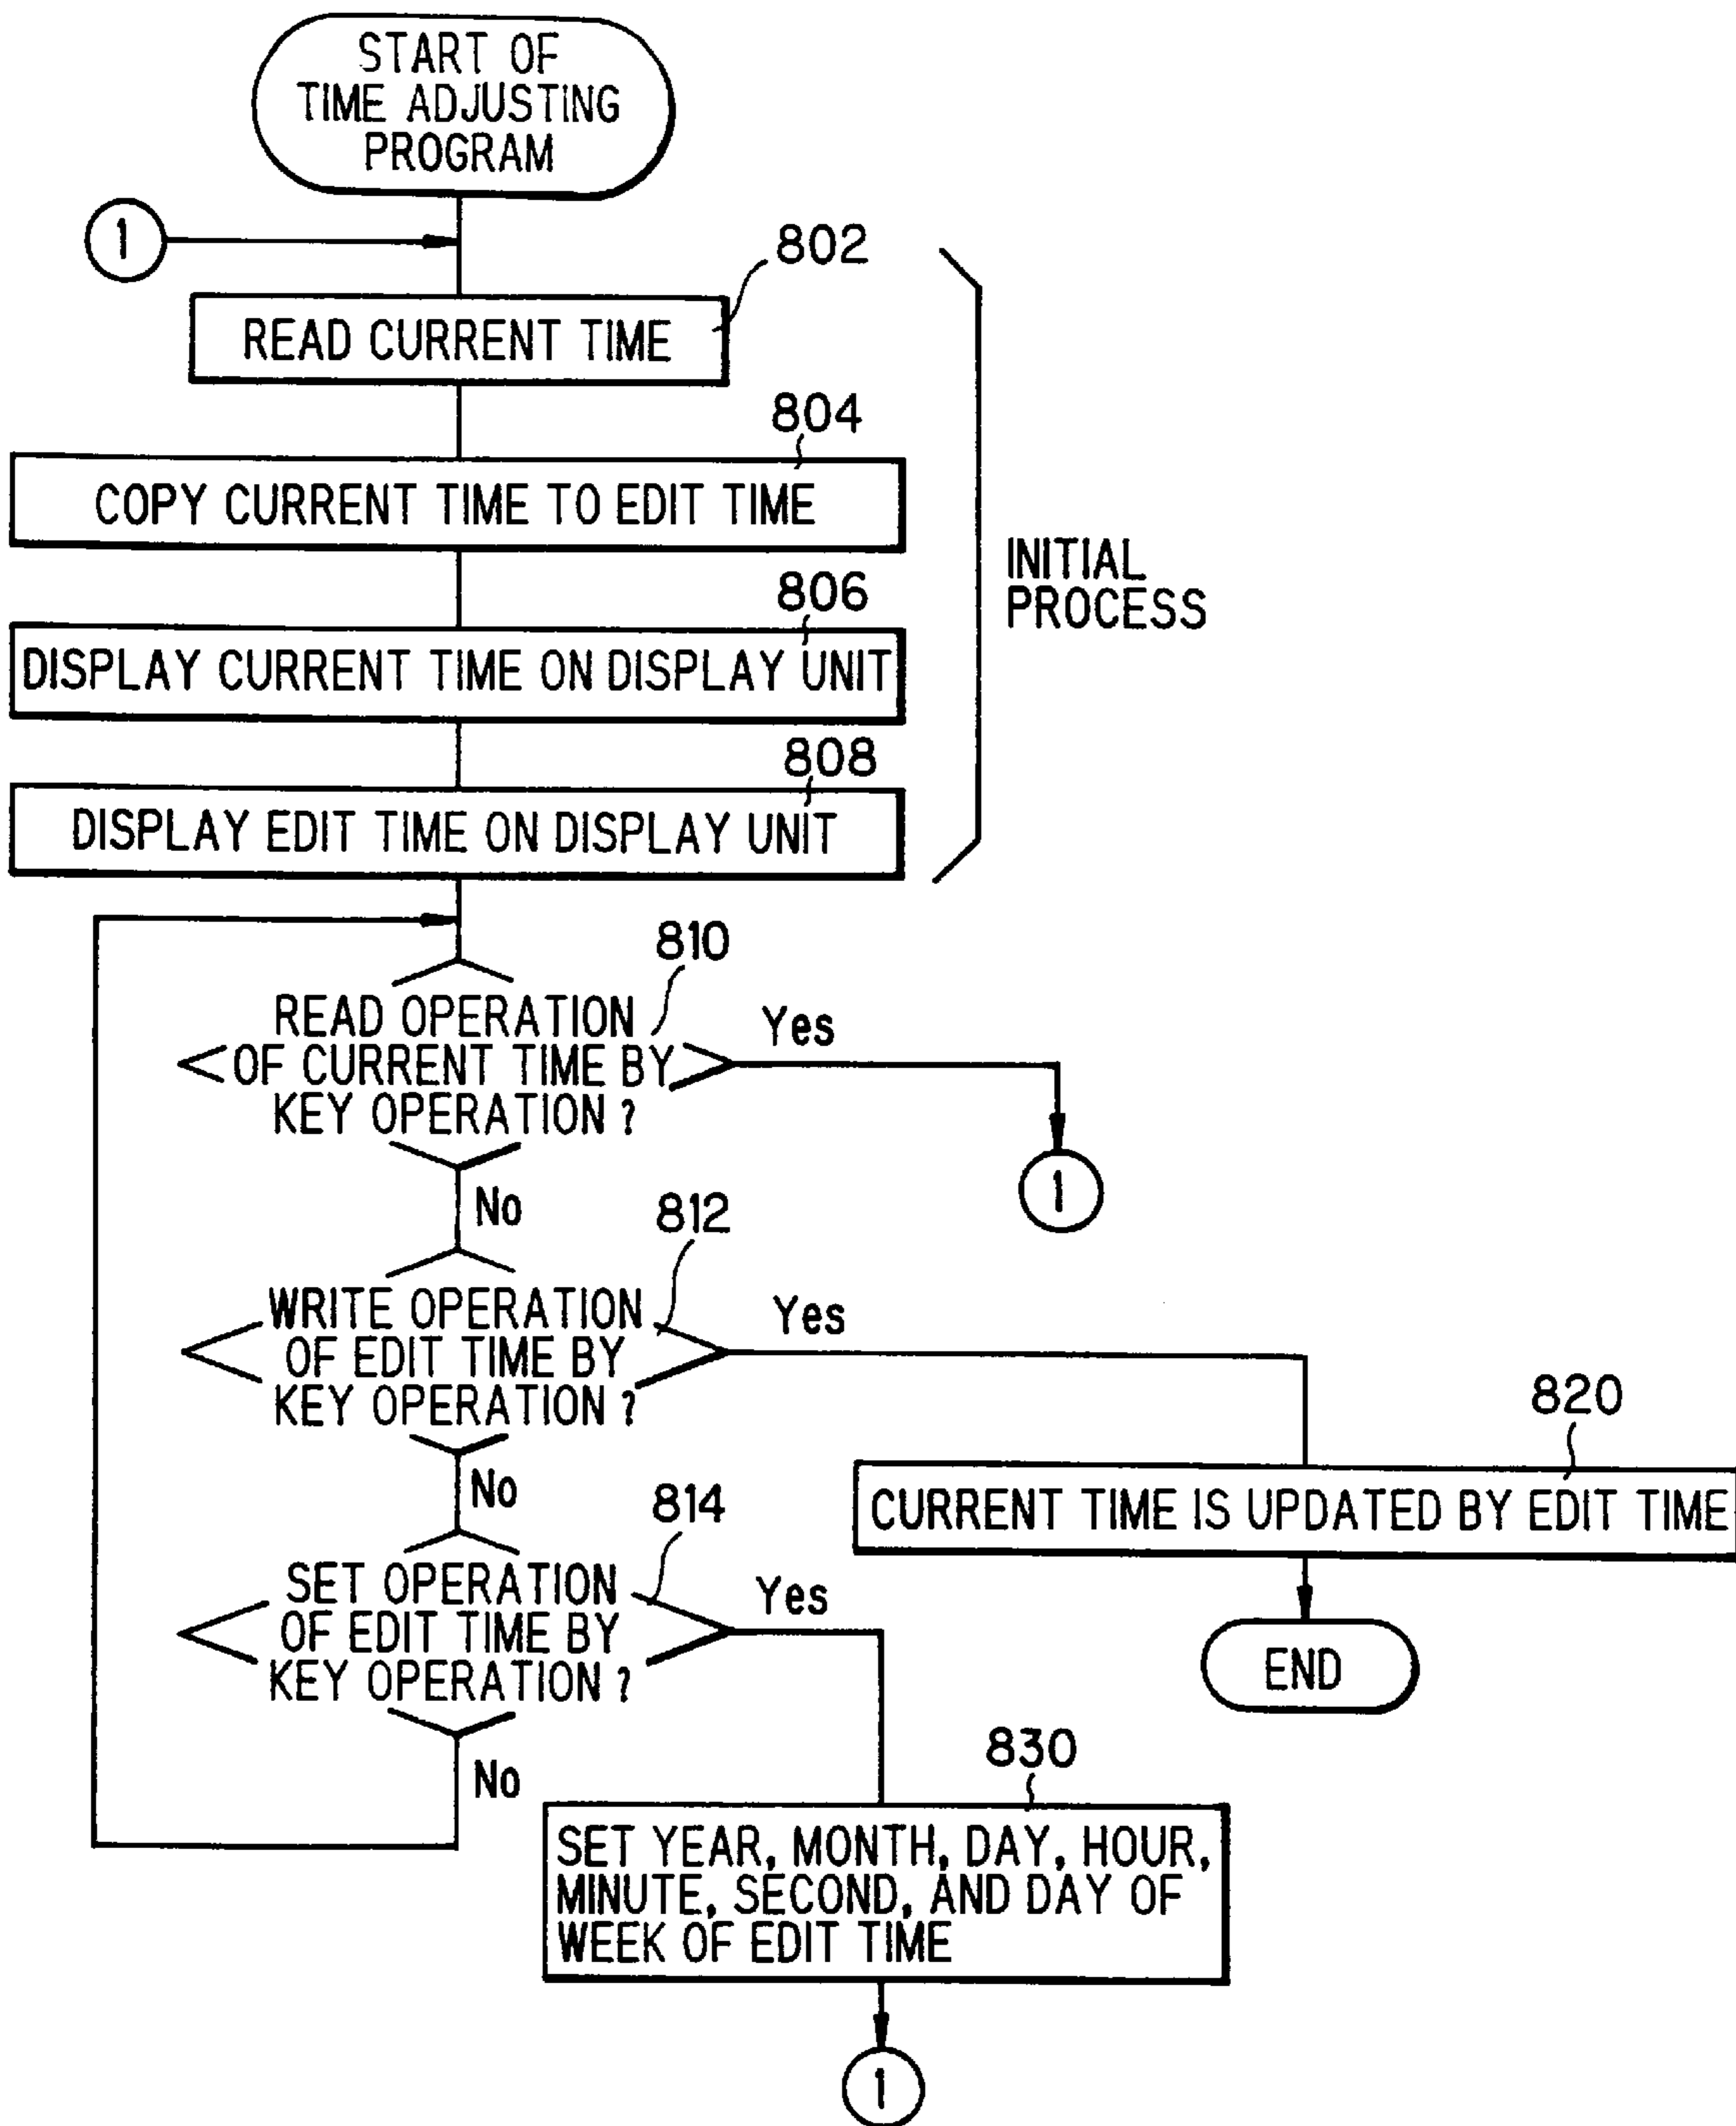 START OF
TIME ADJUSTING
PROGRAM
1
802
READ CURRENT TIME
804
COPY CURRENT TIME TO EDIT TIME
INITIAL
PROCESS
806
DISPLAY CURRENT TIME ON DISPLAY UNIT
808
DISPLAY EDIT TIME ON DISPLAY UNIT
810
READ OPERATION
OF CURRENT TIME BY
KEY OPERATION ?
Yes
1
No
812
WRITE OPERATION
OF EDIT TIME BY
KEY OPERATION ?
Yes
820
CURRENT TIME IS UPDATED BY EDIT TIME
END
No
814
SET OPERATION
OF EDIT TIME BY
KEY OPERATION ?
Yes
No
830
SET YEAR, MONTH, DAY, HOUR,
MINUTE, SECOND, AND DAY OF
WEEK OF EDIT TIME
1